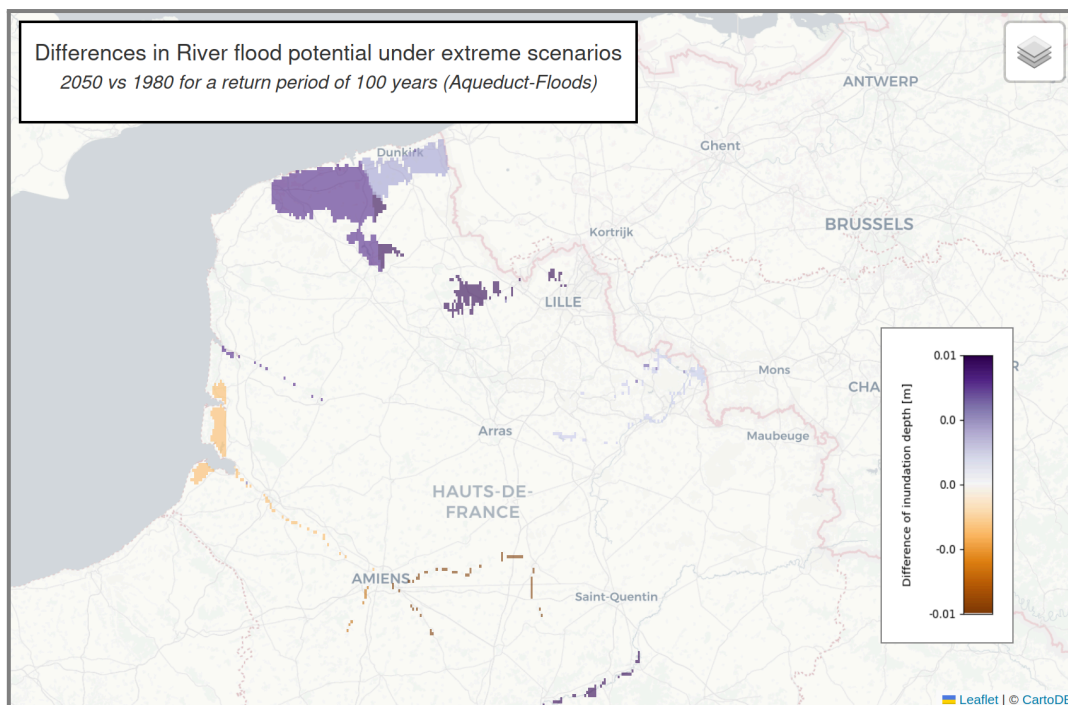 Differences in River flood potential under extreme scenarios
2050 vs 1980 for a return period of 100 years (Aqueduct-Floods)
ANTWERP
Dunkirk
Ghent
BRUSSELS
Kortrijk
LILLE
Mons
CHA
R
Arras
Maubeuge
HAUTS-DE-
FRANCE
AMIENS
Saint-Quentin
Difference of inundation depth [m]
0.01
0.0
0.0
-0.0
-0.01
Leaflet | © CartoDB